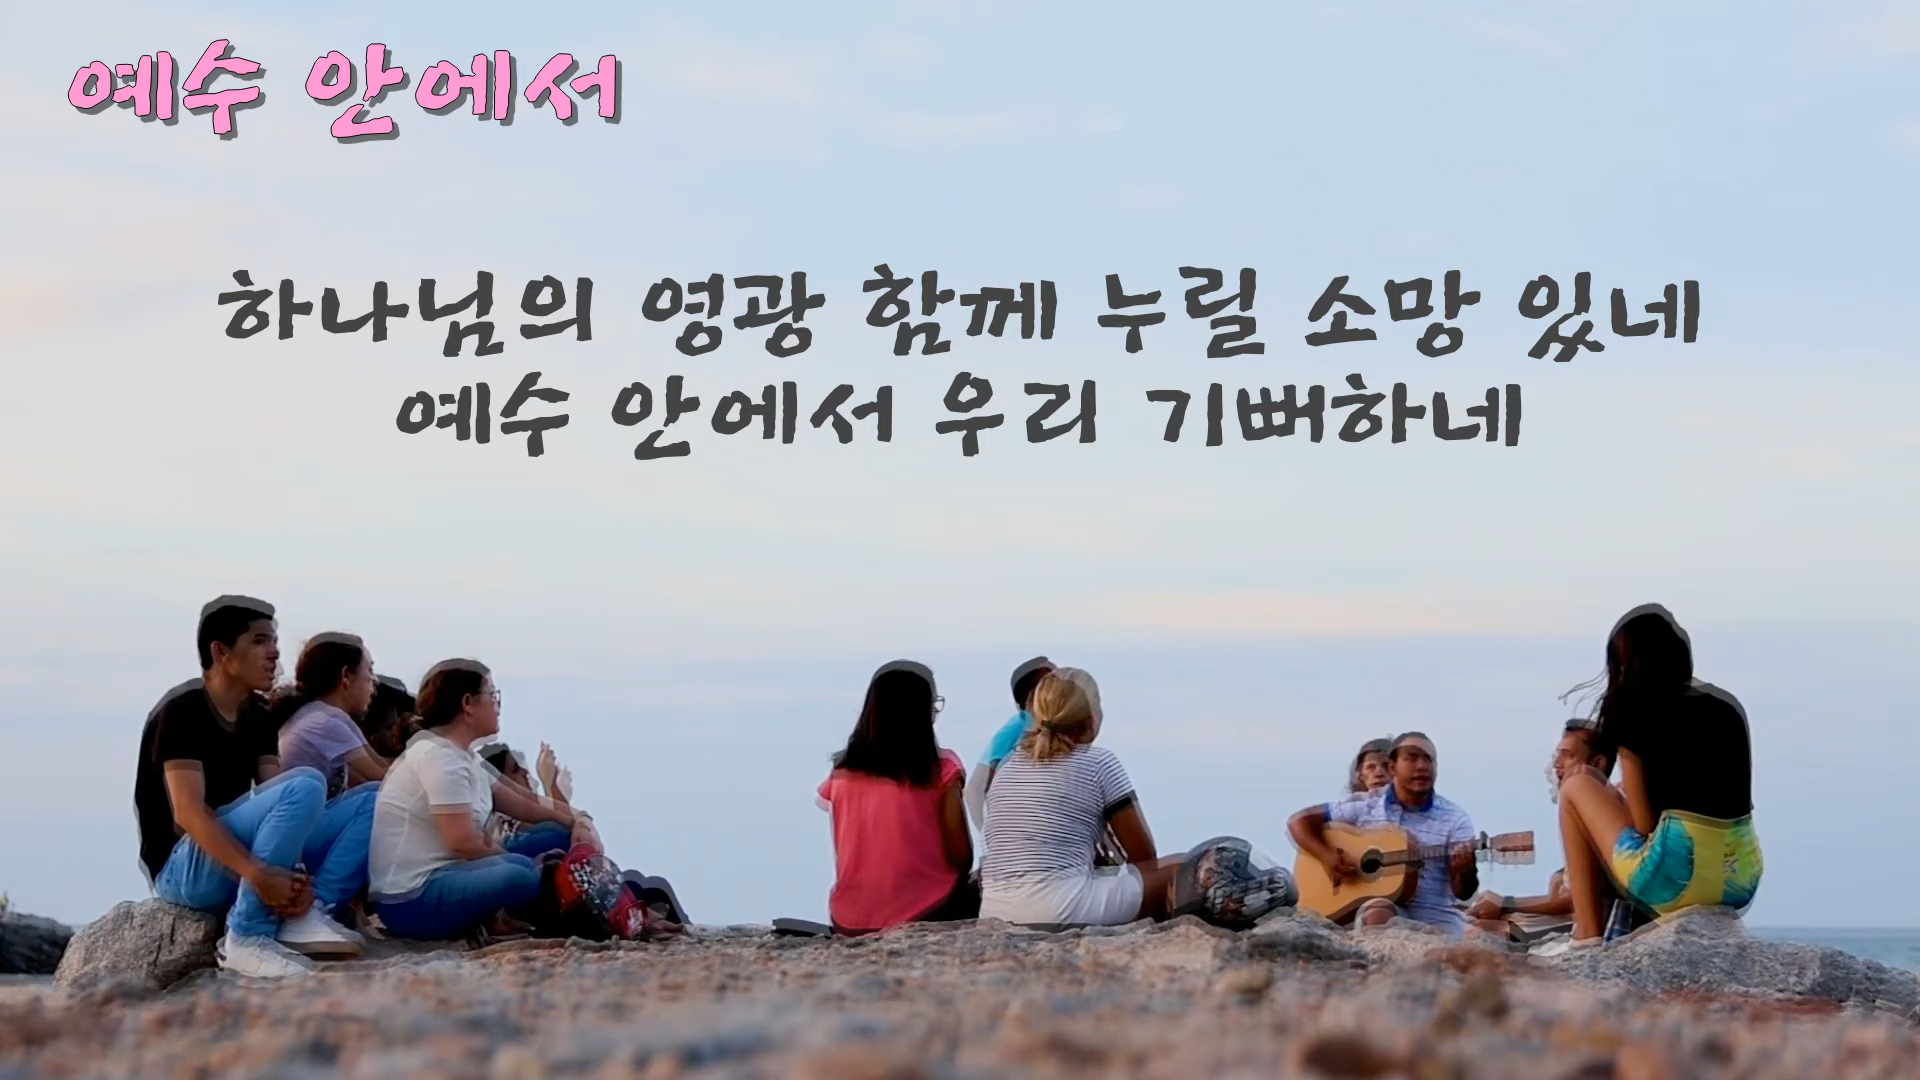 예수 안에서
하나님의 영광 함께 누릴 소망 있네
예수 안에서 우리 기뻐하네